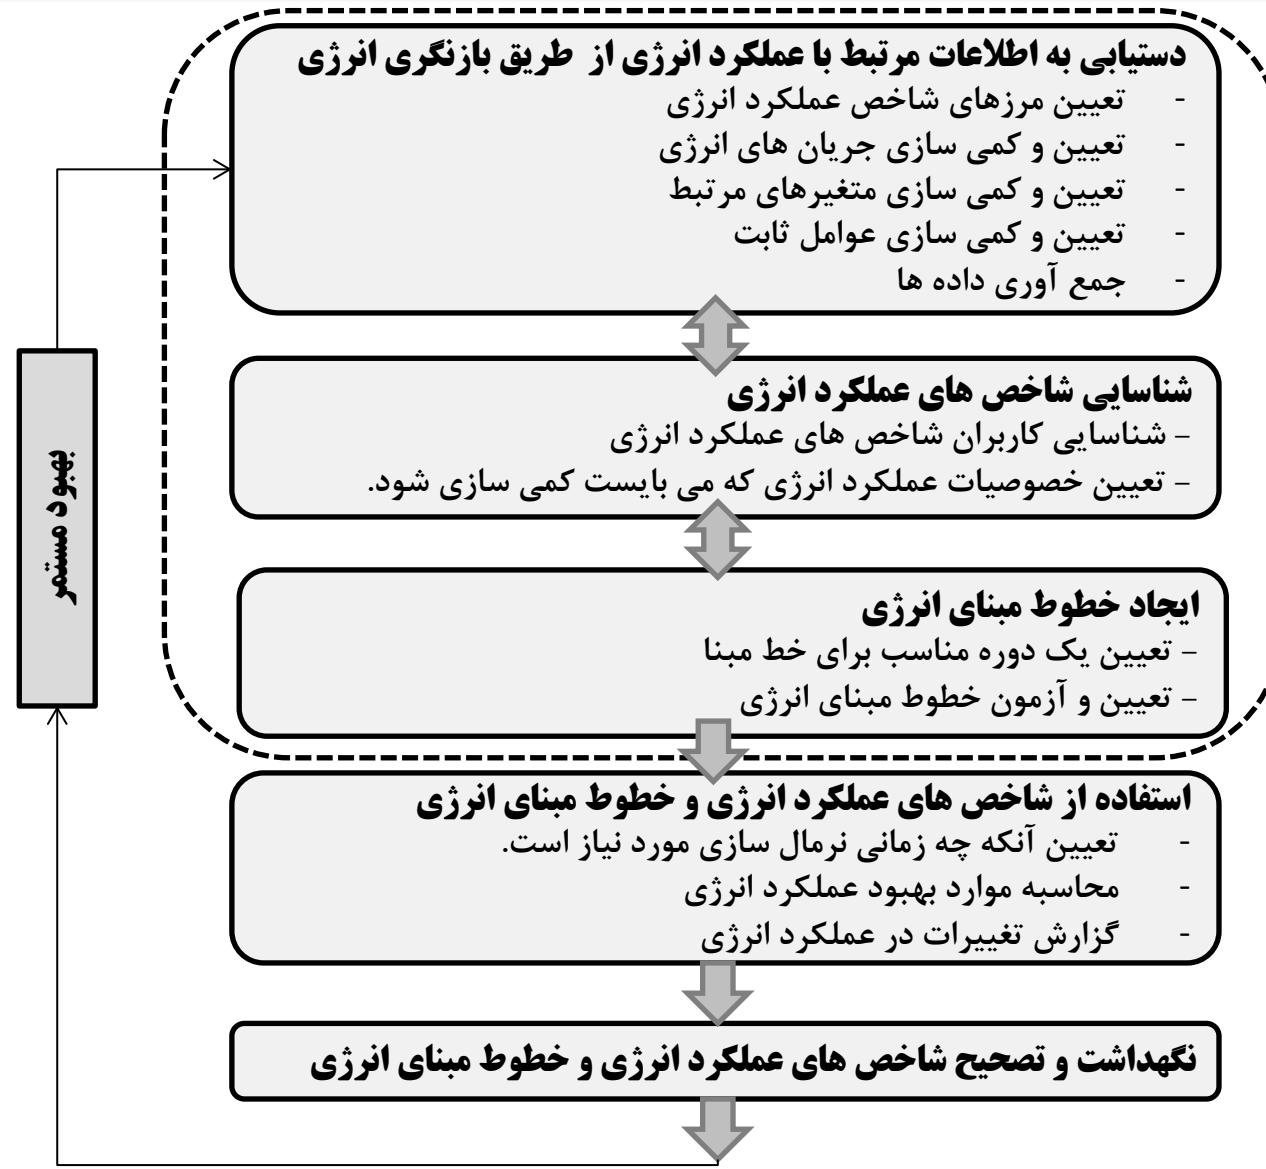 دستیابی به اطلاعات مرتبط با عملکرد انرژی از طریق بازنگری انرژی
- تعیین مرزهای شاخص عملکرد انرژی
- تعیین و کمی سازی جریان های انرژی
- تعیین و کمی سازی متغیرهای مرتبط
- تعیین و کمی سازی عوامل ثابت
- جمع آوری داده ها
شناسایی شاخص های عملکرد انرژی
– شناسایی کاربران شاخص های عملکرد انرژی
– تعیین خصوصیات عملکرد انرژی که می بایست کمی سازی شود.
ایجاد خطوط مبنای انرژی
– تعیین یک دوره مناسب برای خط مبنا
– تعیین و آزمون خطوط مبنای انرژی
استفاده از شاخص های عملکرد انرژی و خطوط مبنای انرژی
- تعیین آنکه چه زمانی نرمال سازی مورد نیاز است.
- محاسبه موارد بهبود عملکرد انرژی
- گزارش تغییرات در عملکرد انرژی
نگهداشت و تصحیح شاخص های عملکرد انرژی و خطوط مبنای انرژی
بهبود مستمر